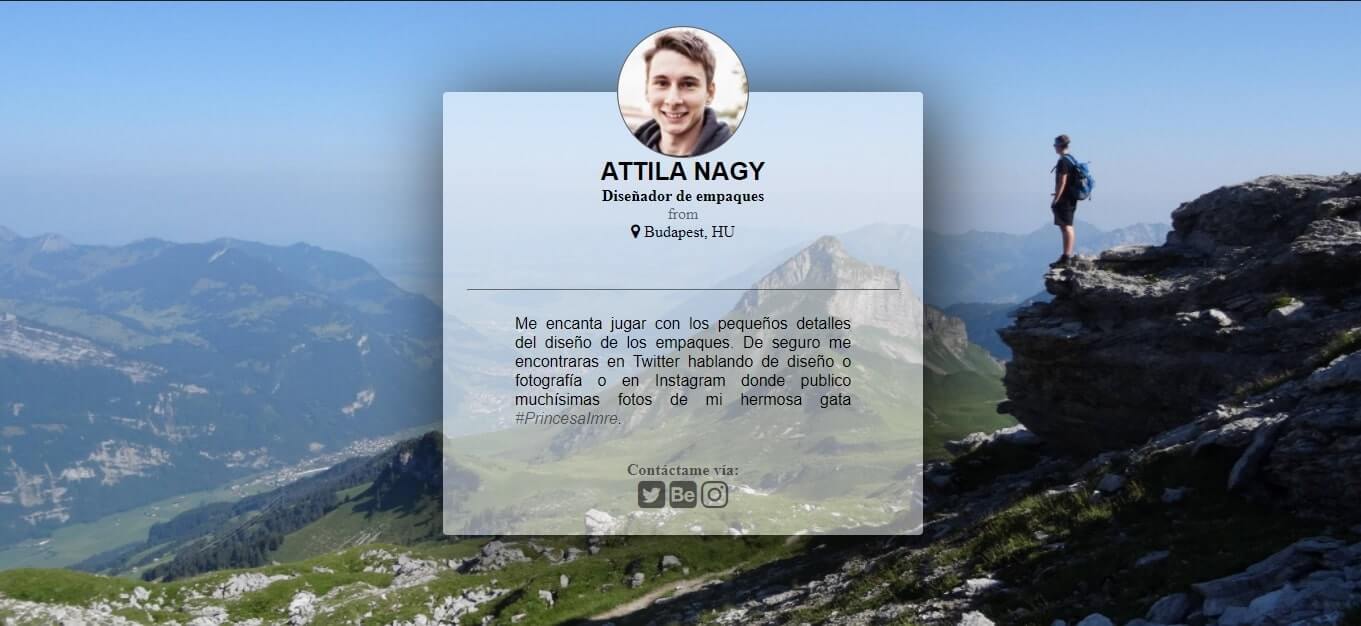 ATTILA NAGY
Diseñador de empaques
from
Budapest, HU
Me encanta jugar con los pequeños detalles
del diseño de los empaques. De seguro me
encontraras en Twitter hablando de diseño o
fotografía o en Instagram donde publico
muchísimas fotos de mi hermosa gata
#PrincesaImre.
Contáctame vía:
Be